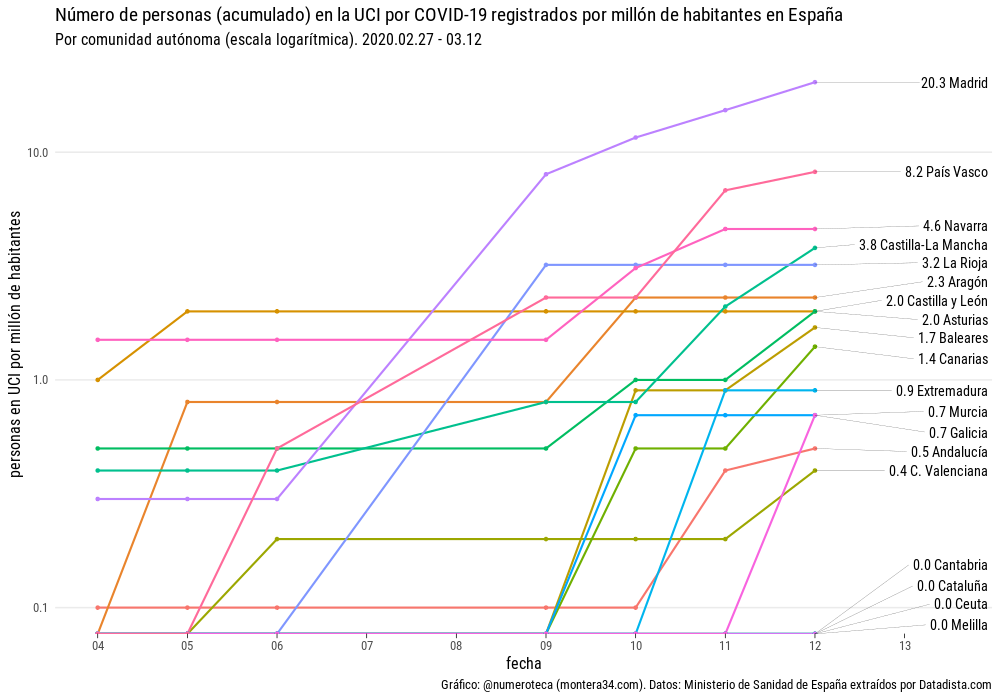 Número de personas (acumulado) en la UCI por COVID-19 registrados por millón de habitantes en España
Por comunidad autónoma (escala logarítmica). 2020.02.27 - 03.12
personas en UCI por millón de habitantes
10.0
1.0
0.1
20.3 Madrid
8.2 País Vasco
4.6 Navarra
3.8 Castilla-La Mancha
3.2 La Rioja
2.3 Aragón
2.0 Castilla y León
2.0 Asturias
1.7 Baleares
1.4 Canarias
0.9 Extremadura
0.7 Murcia
0.7 Galicia
0.5 Andalucía
0.4 C. Valenciana
0.0 Cantabria
0.0 Cataluña
0.0 Ceuta
0.0 Melilla
04 05 06 07 08 09 10 11 12 13
fecha
Gráfico: @numeroteca (montera34.com). Datos: Ministerio de Sanidad de España extraídos por Datadista.com